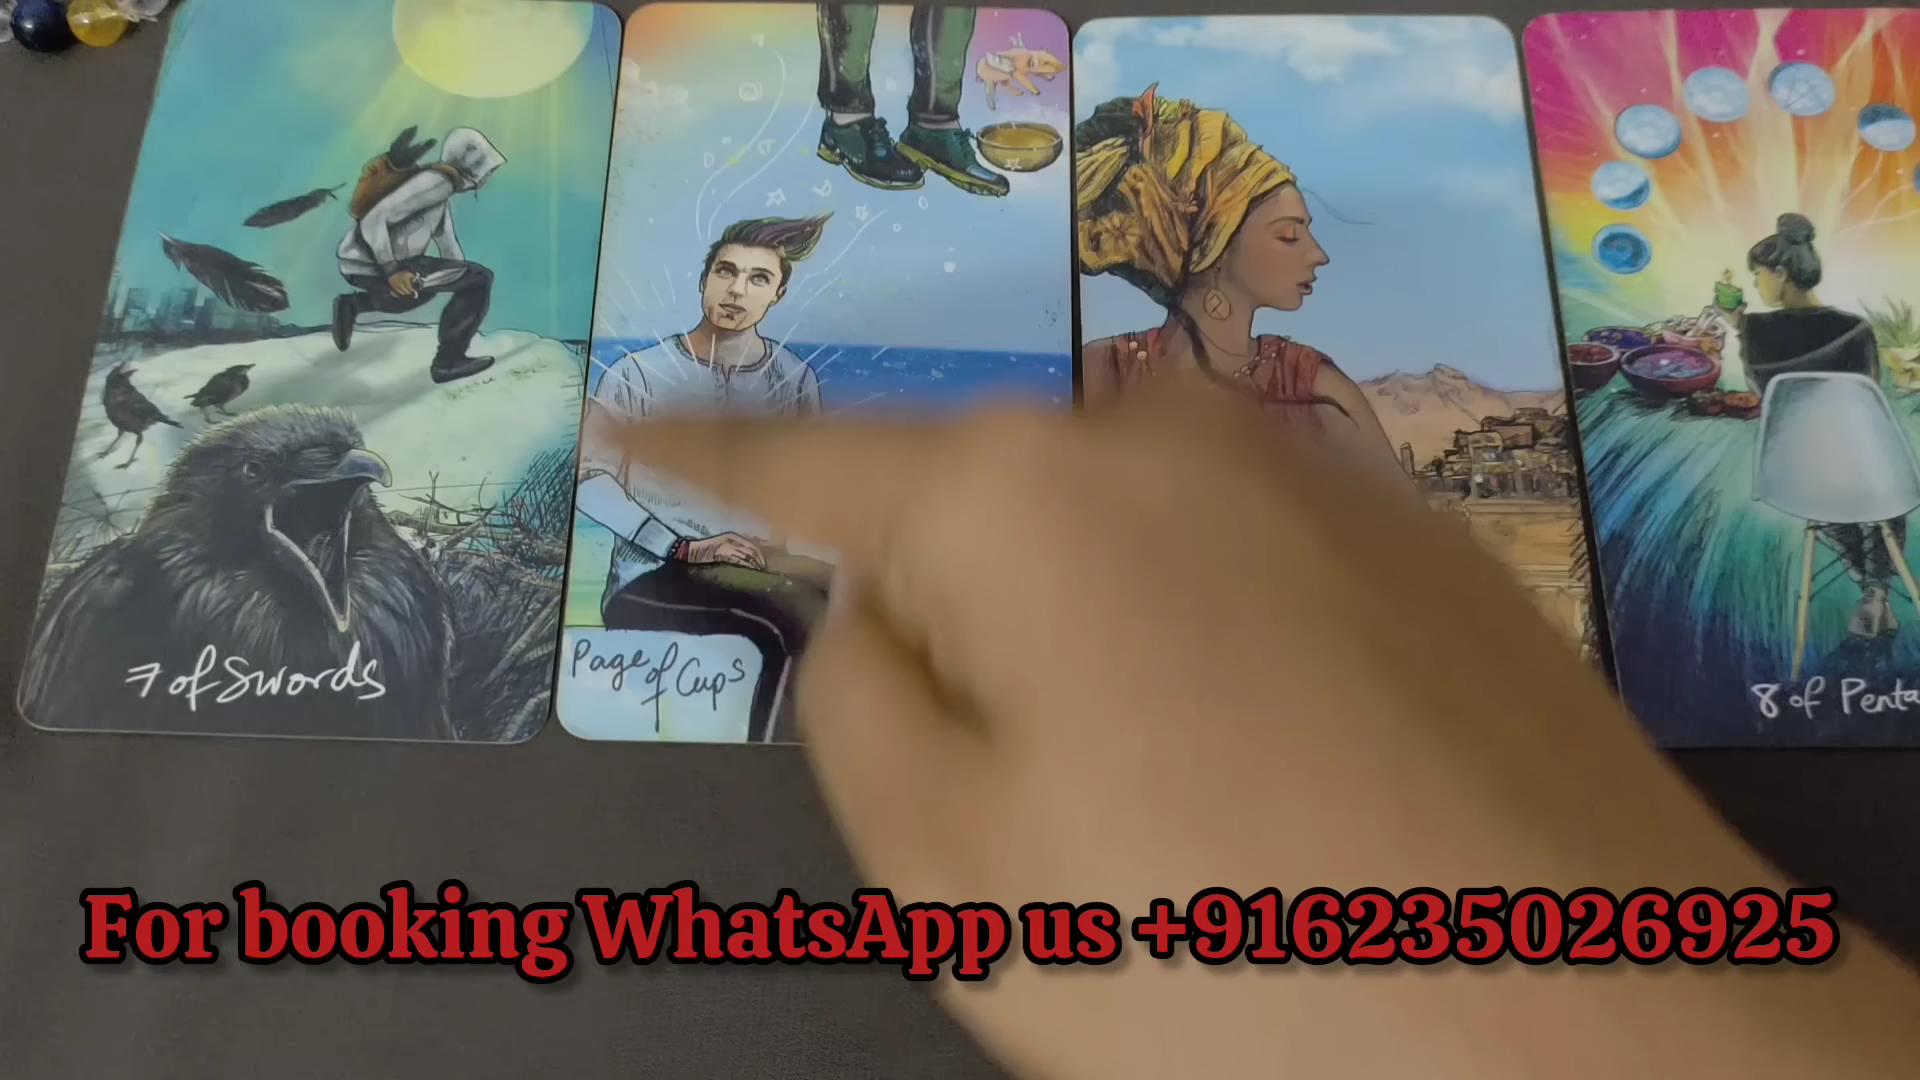 7 of Swords
Page of Cups
8 of Penta
For booking WhatsApp us +916235026925